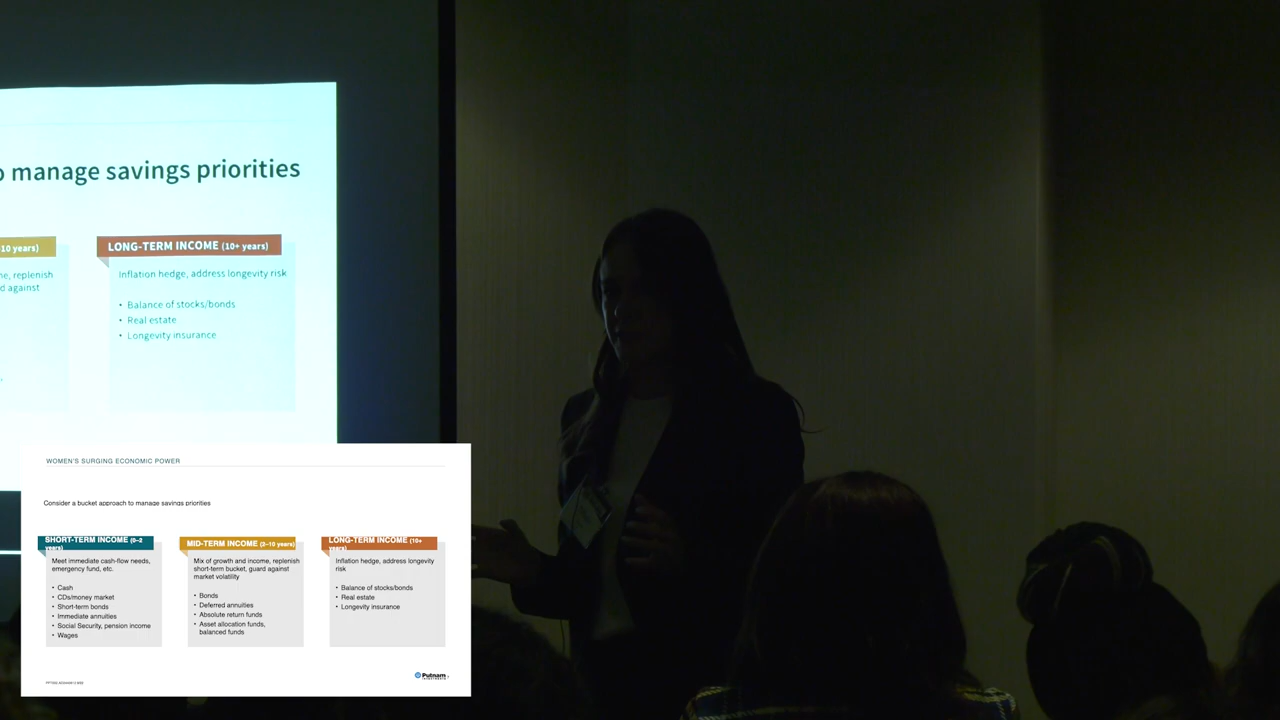 o manage savings priorities
10 years)
LONG-TERM INCOME (10+ years)
ne, replenish
d against
Inflation hedge, address longevity risk
• Balance of stocks/bonds
• Real estate
• Longevity insurance
WOMEN'S SURGING ECONOMIC POWER
Consider a bucket approach to manage savings priorities
SHORT-TERM INCOME (0–2
years)
Meet immediate cash-flow needs,
emergency fund, etc.
• Cash
• CDs/money market
• Short-term bonds
• Immediate annuities
• Social Security, pension income
• Wages
MID-TERM INCOME (2–10 years)
Mix of growth and income, replenish
short-term bucket, guard against
market volatility
• Bonds
• Deferred annuities
• Absolute return funds
• Asset allocation funds,
balanced funds
LONG-TERM INCOME (10+
years)
Inflation hedge, address longevity
risk
• Balance of stocks/bonds
• Real estate
• Longevity insurance
Putnam
INVESTMENTS